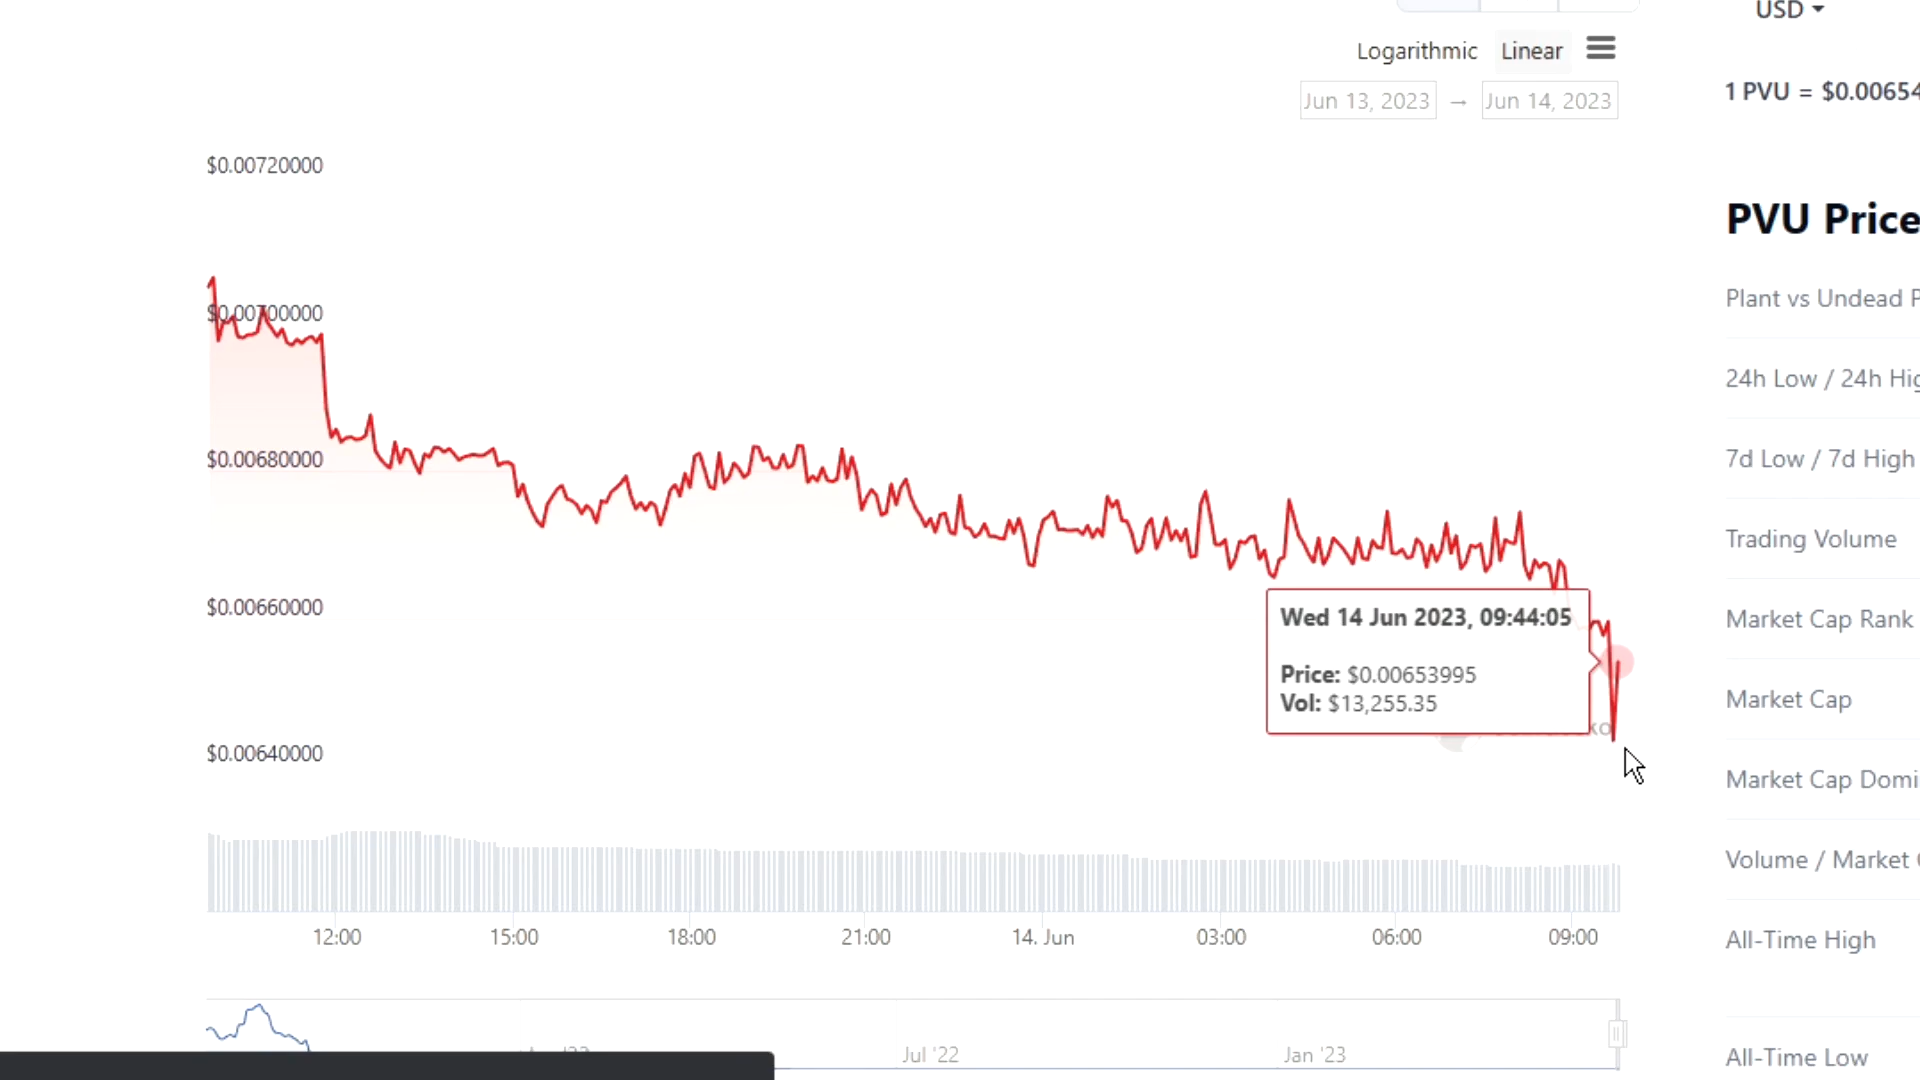 USD
Logarithmic Linear
Jun 13, 2023 → Jun 14, 2023
1 PVU = $0.00654
$0.00720000
PVU Price
Plant vs Undead P
$0.00700000
24h Low / 24h Hig
$0.00680000
7d Low / 7d High
Trading Volume
$0.00660000
Wed 14 Jun 2023, 09:44:05
Price: $0.00653995
Vol: $13,255.35
Market Cap Rank
Market Cap
$0.00640000
Market Cap Domi
Volume / Market
12:00 15:00 18:00 21:00 14. Jun 03:00 06:00 09:00
All-Time High
Jul '22 Jan '23
All-Time Low